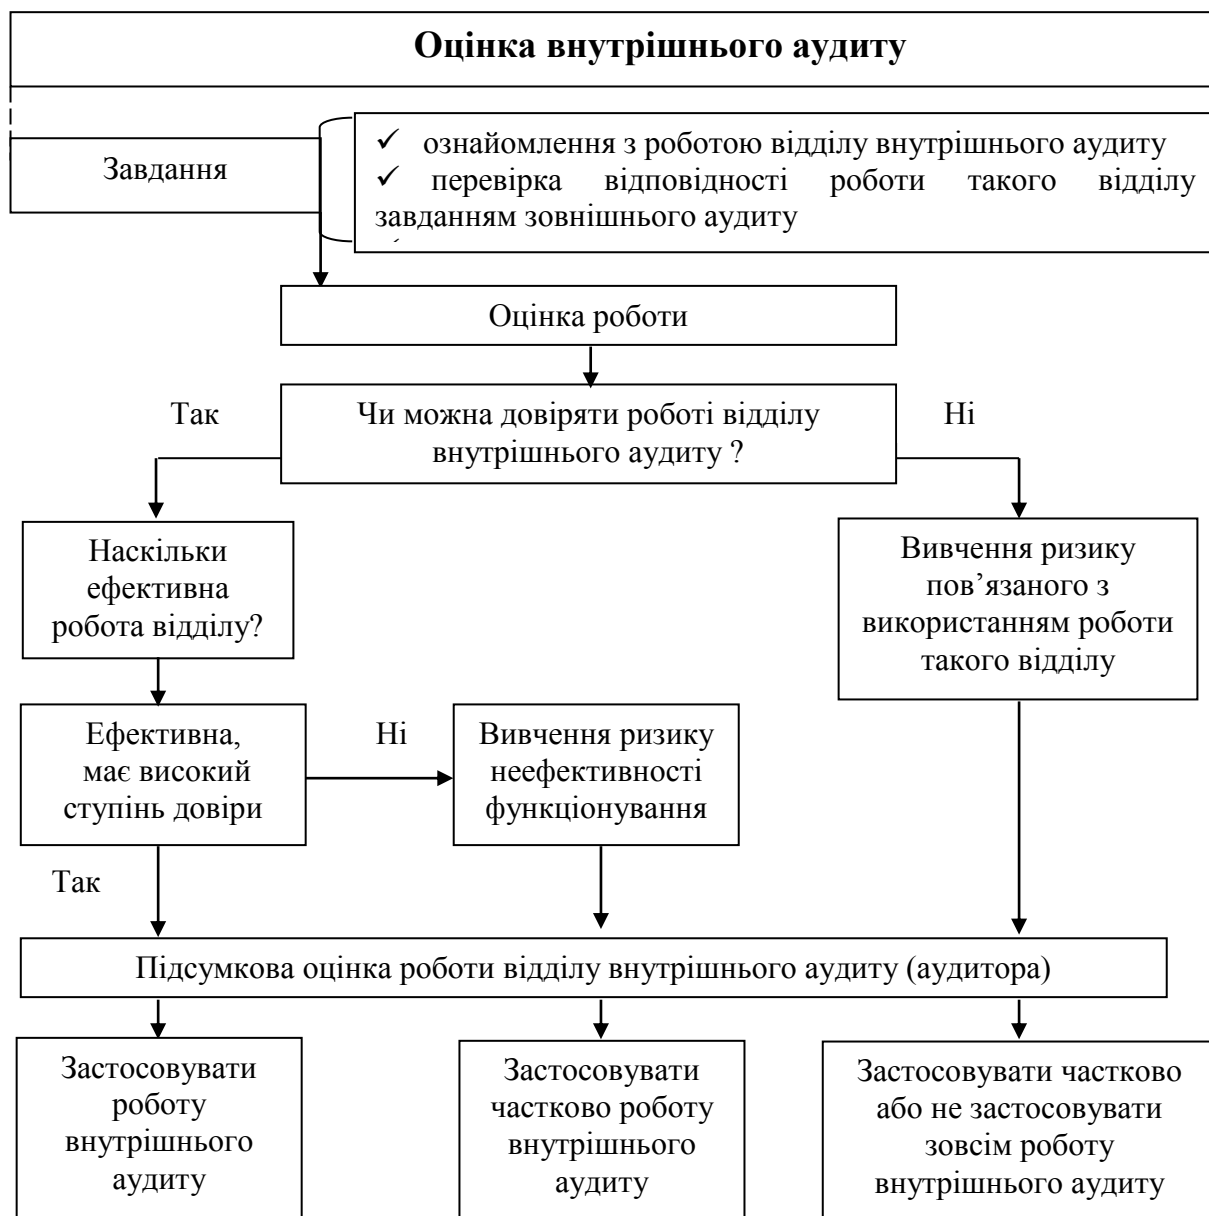 Оцінка внутрішнього аудиту
Завдання
✓ ознайомлення з роботою відділу внутрішнього аудиту
✓ перевірка відповідності роботи такого відділу
завданням зовнішнього аудиту
Оцінка роботи
Так
Чи можна довіряти роботі відділу
внутрішнього аудиту ?
Ні
Наскільки
ефективна
робота відділу?
Вивчення ризику
пов’язаного з
використанням роботи
такого відділу
Ефективна,
має високий
ступінь довіри
Ні
Вивчення ризику
неефективності
функціонування
Так
Підсумкова оцінка роботи відділу внутрішнього аудиту (аудитора)
Застосовувати
роботу
внутрішнього
аудиту
Застосовувати
частково роботу
внутрішнього
аудиту
Застосовувати частково
або не застосовувати
зовсім роботу
внутрішнього аудиту